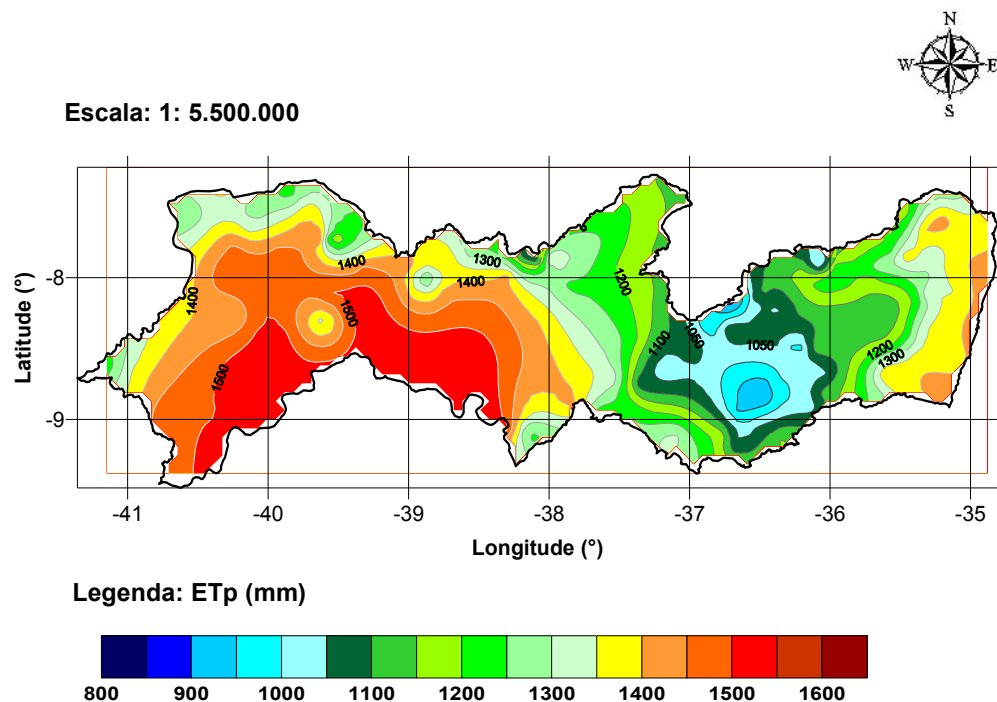 N
W E
S
Escala: 1: 5.500.000
1300
1400
1400
1400
1200
1500
1050
1100
1050
1200
1300
1500
-8
-9
Latitude (°)
-41 -40 -39 -38 -37 -36 -35
Longitude (°)
Legenda: ETp (mm)
800 900 1000 1100 1200 1300 1400 1500 1600